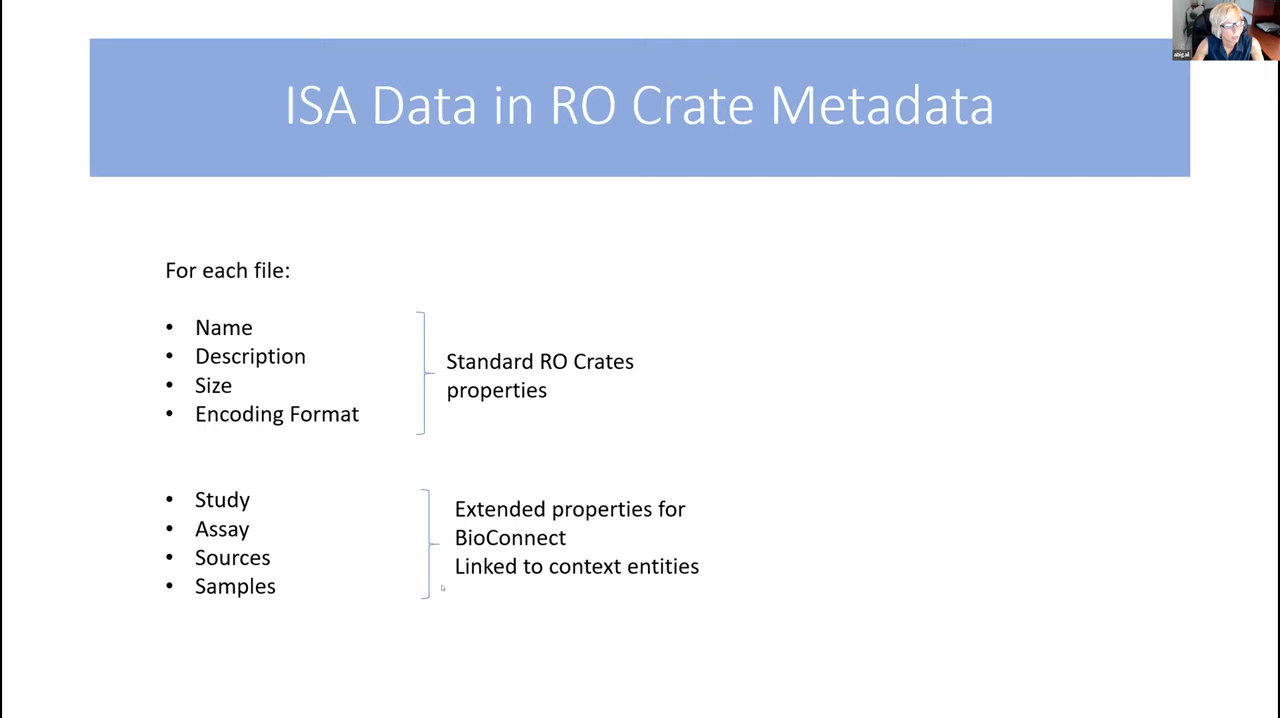 abigail
ISA Data in RO Crate Metadata
For each file:
• Name
• Description
• Size
• Encoding Format
Standard RO Crates
properties
• Study
• Assay
• Sources
• Samples
Extended properties for
BioConnect
Linked to context entities